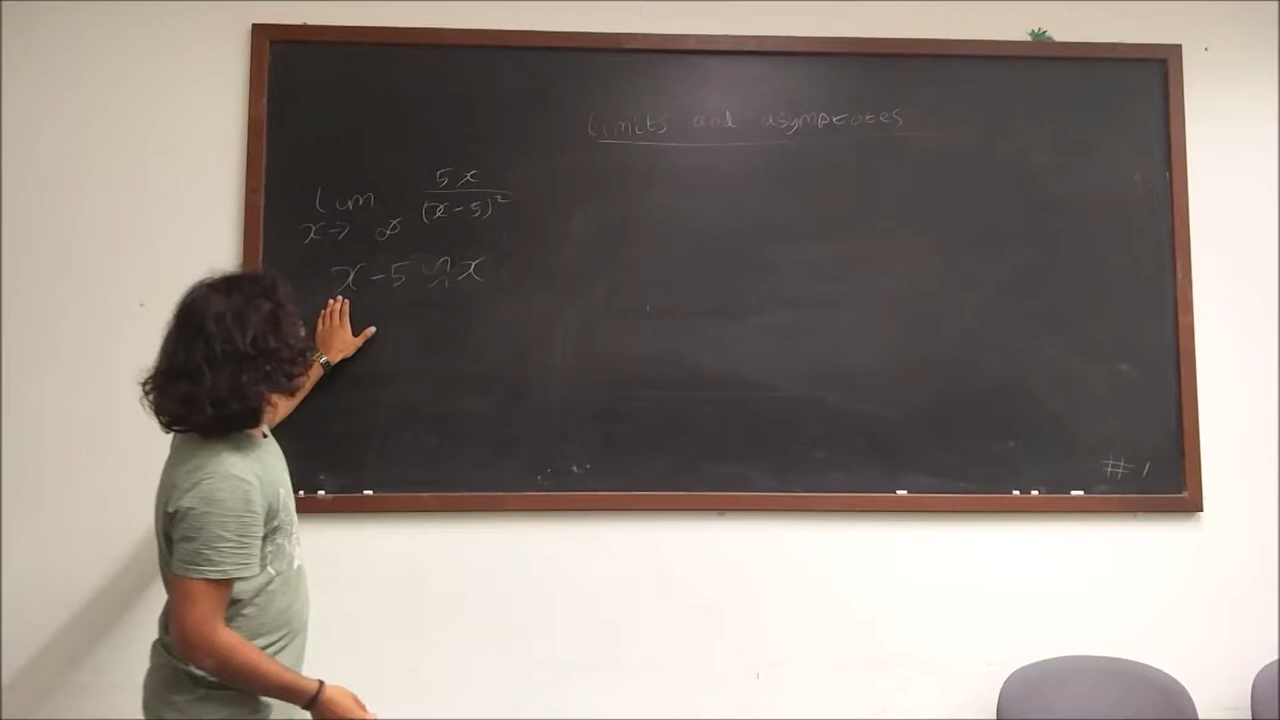 limits and asymptotes
lim 5x/(x-5)²
x→ ∞
x-5 ≈ x
#1